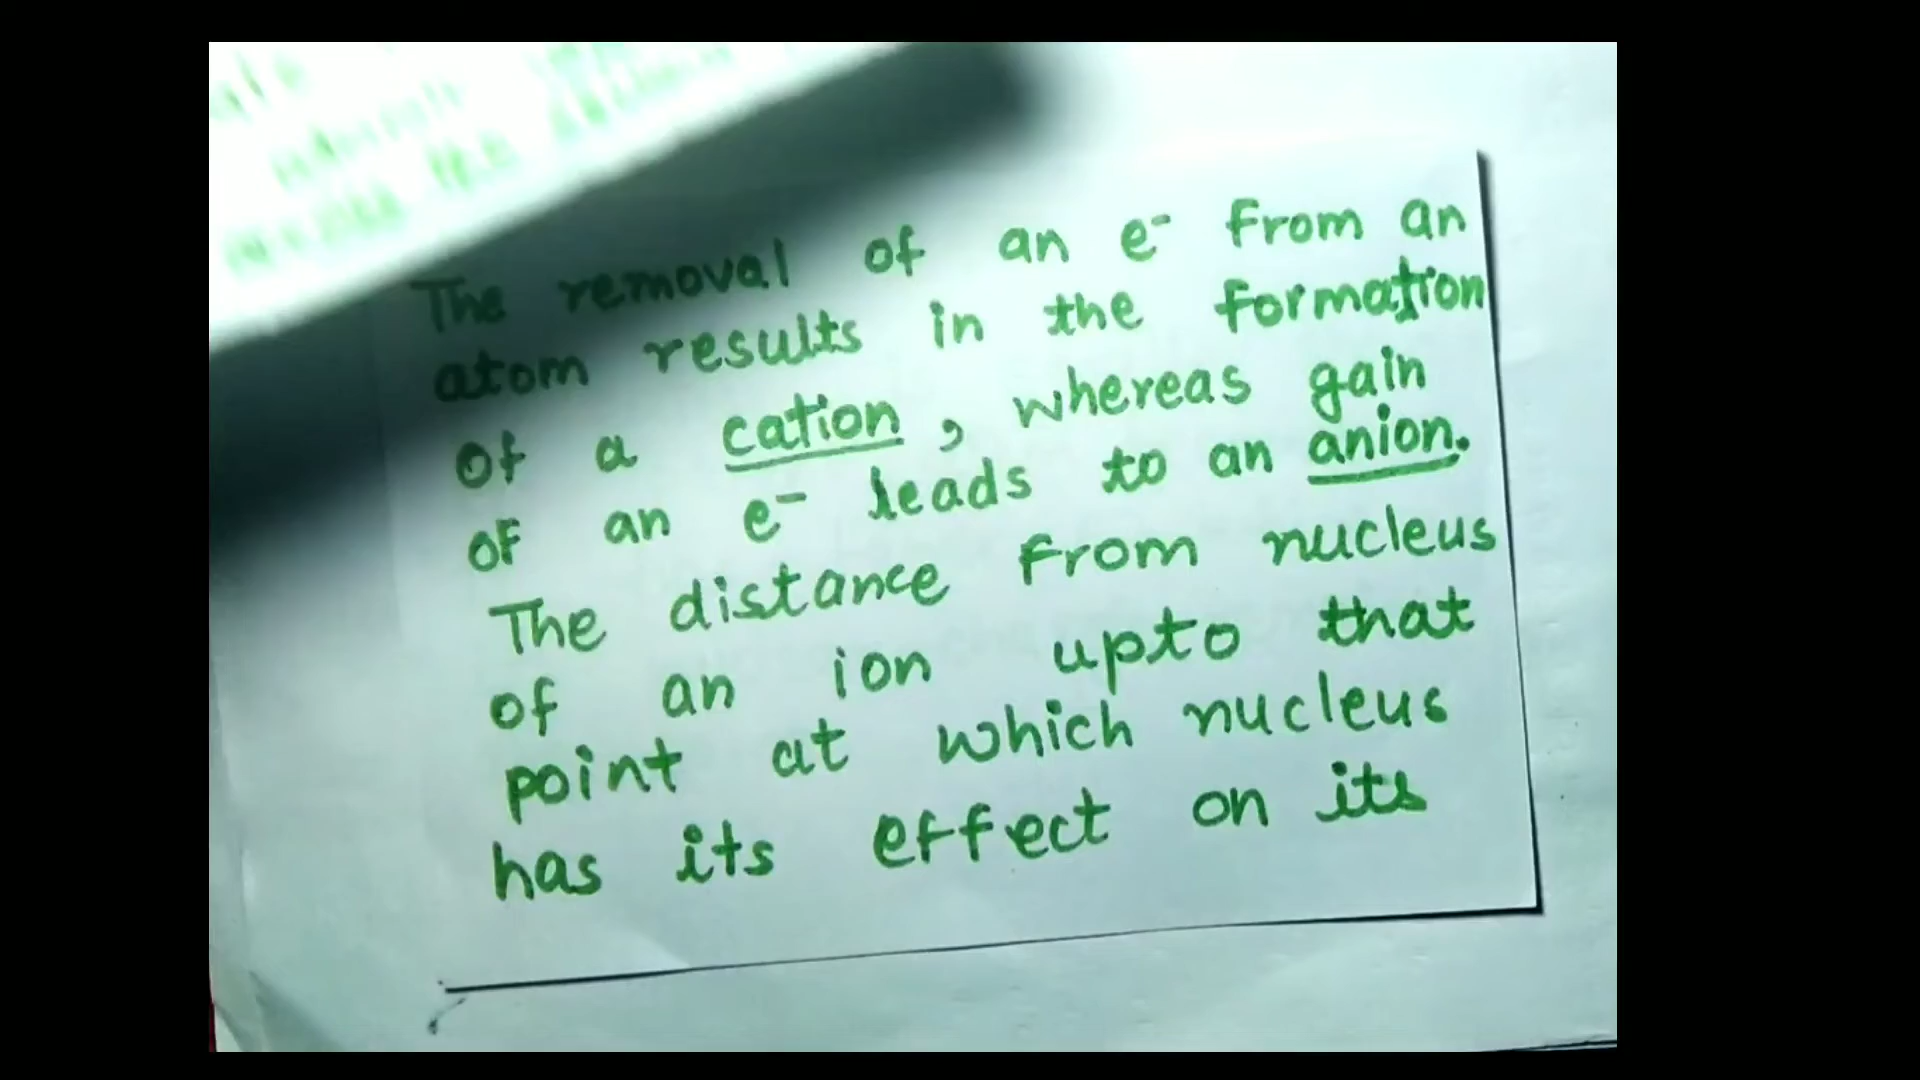 The removal of an e⁻ from an
atom results in the formation
of a cation, whereas gain
of an e⁻ leads to an anion.
The distance from nucleus
of an ion upto that
point at which nucleus
has its effect on its